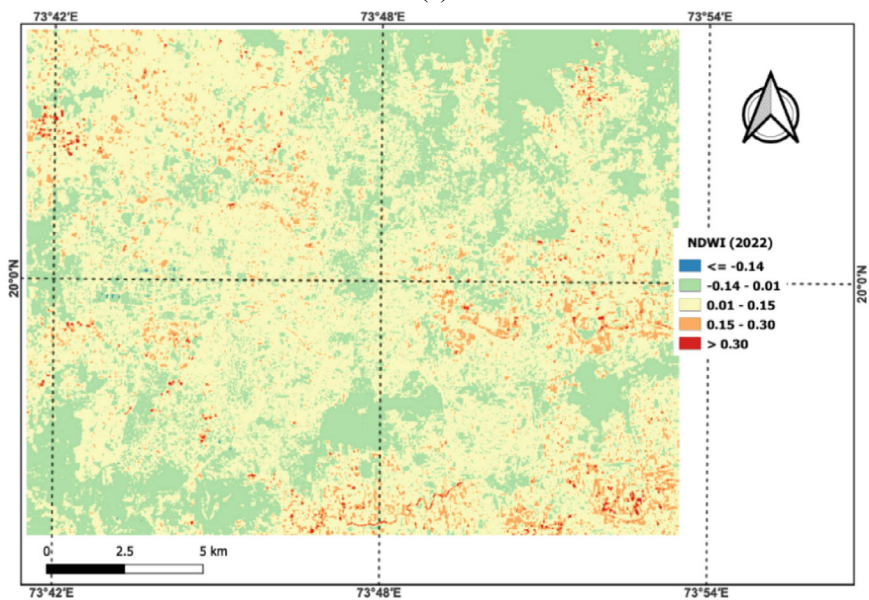 73°42'E 73°48'E 73°54'E
20°0'N
20°0'N
NDWI (2022)
<= -0.14
-0.14 - 0.01
0.01 - 0.15
0.15 - 0.30
> 0.30
0 2.5 5 km
73°42'E 73°48'E 73°54'E